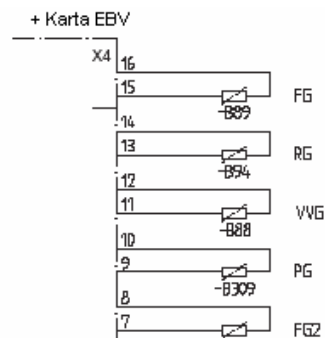 + Karta EBV
X4
16
15
FG
-B89
14
13
RG
-B94
12
11
VVG
-B88
10
9
PG
-B309
8
7
FG2